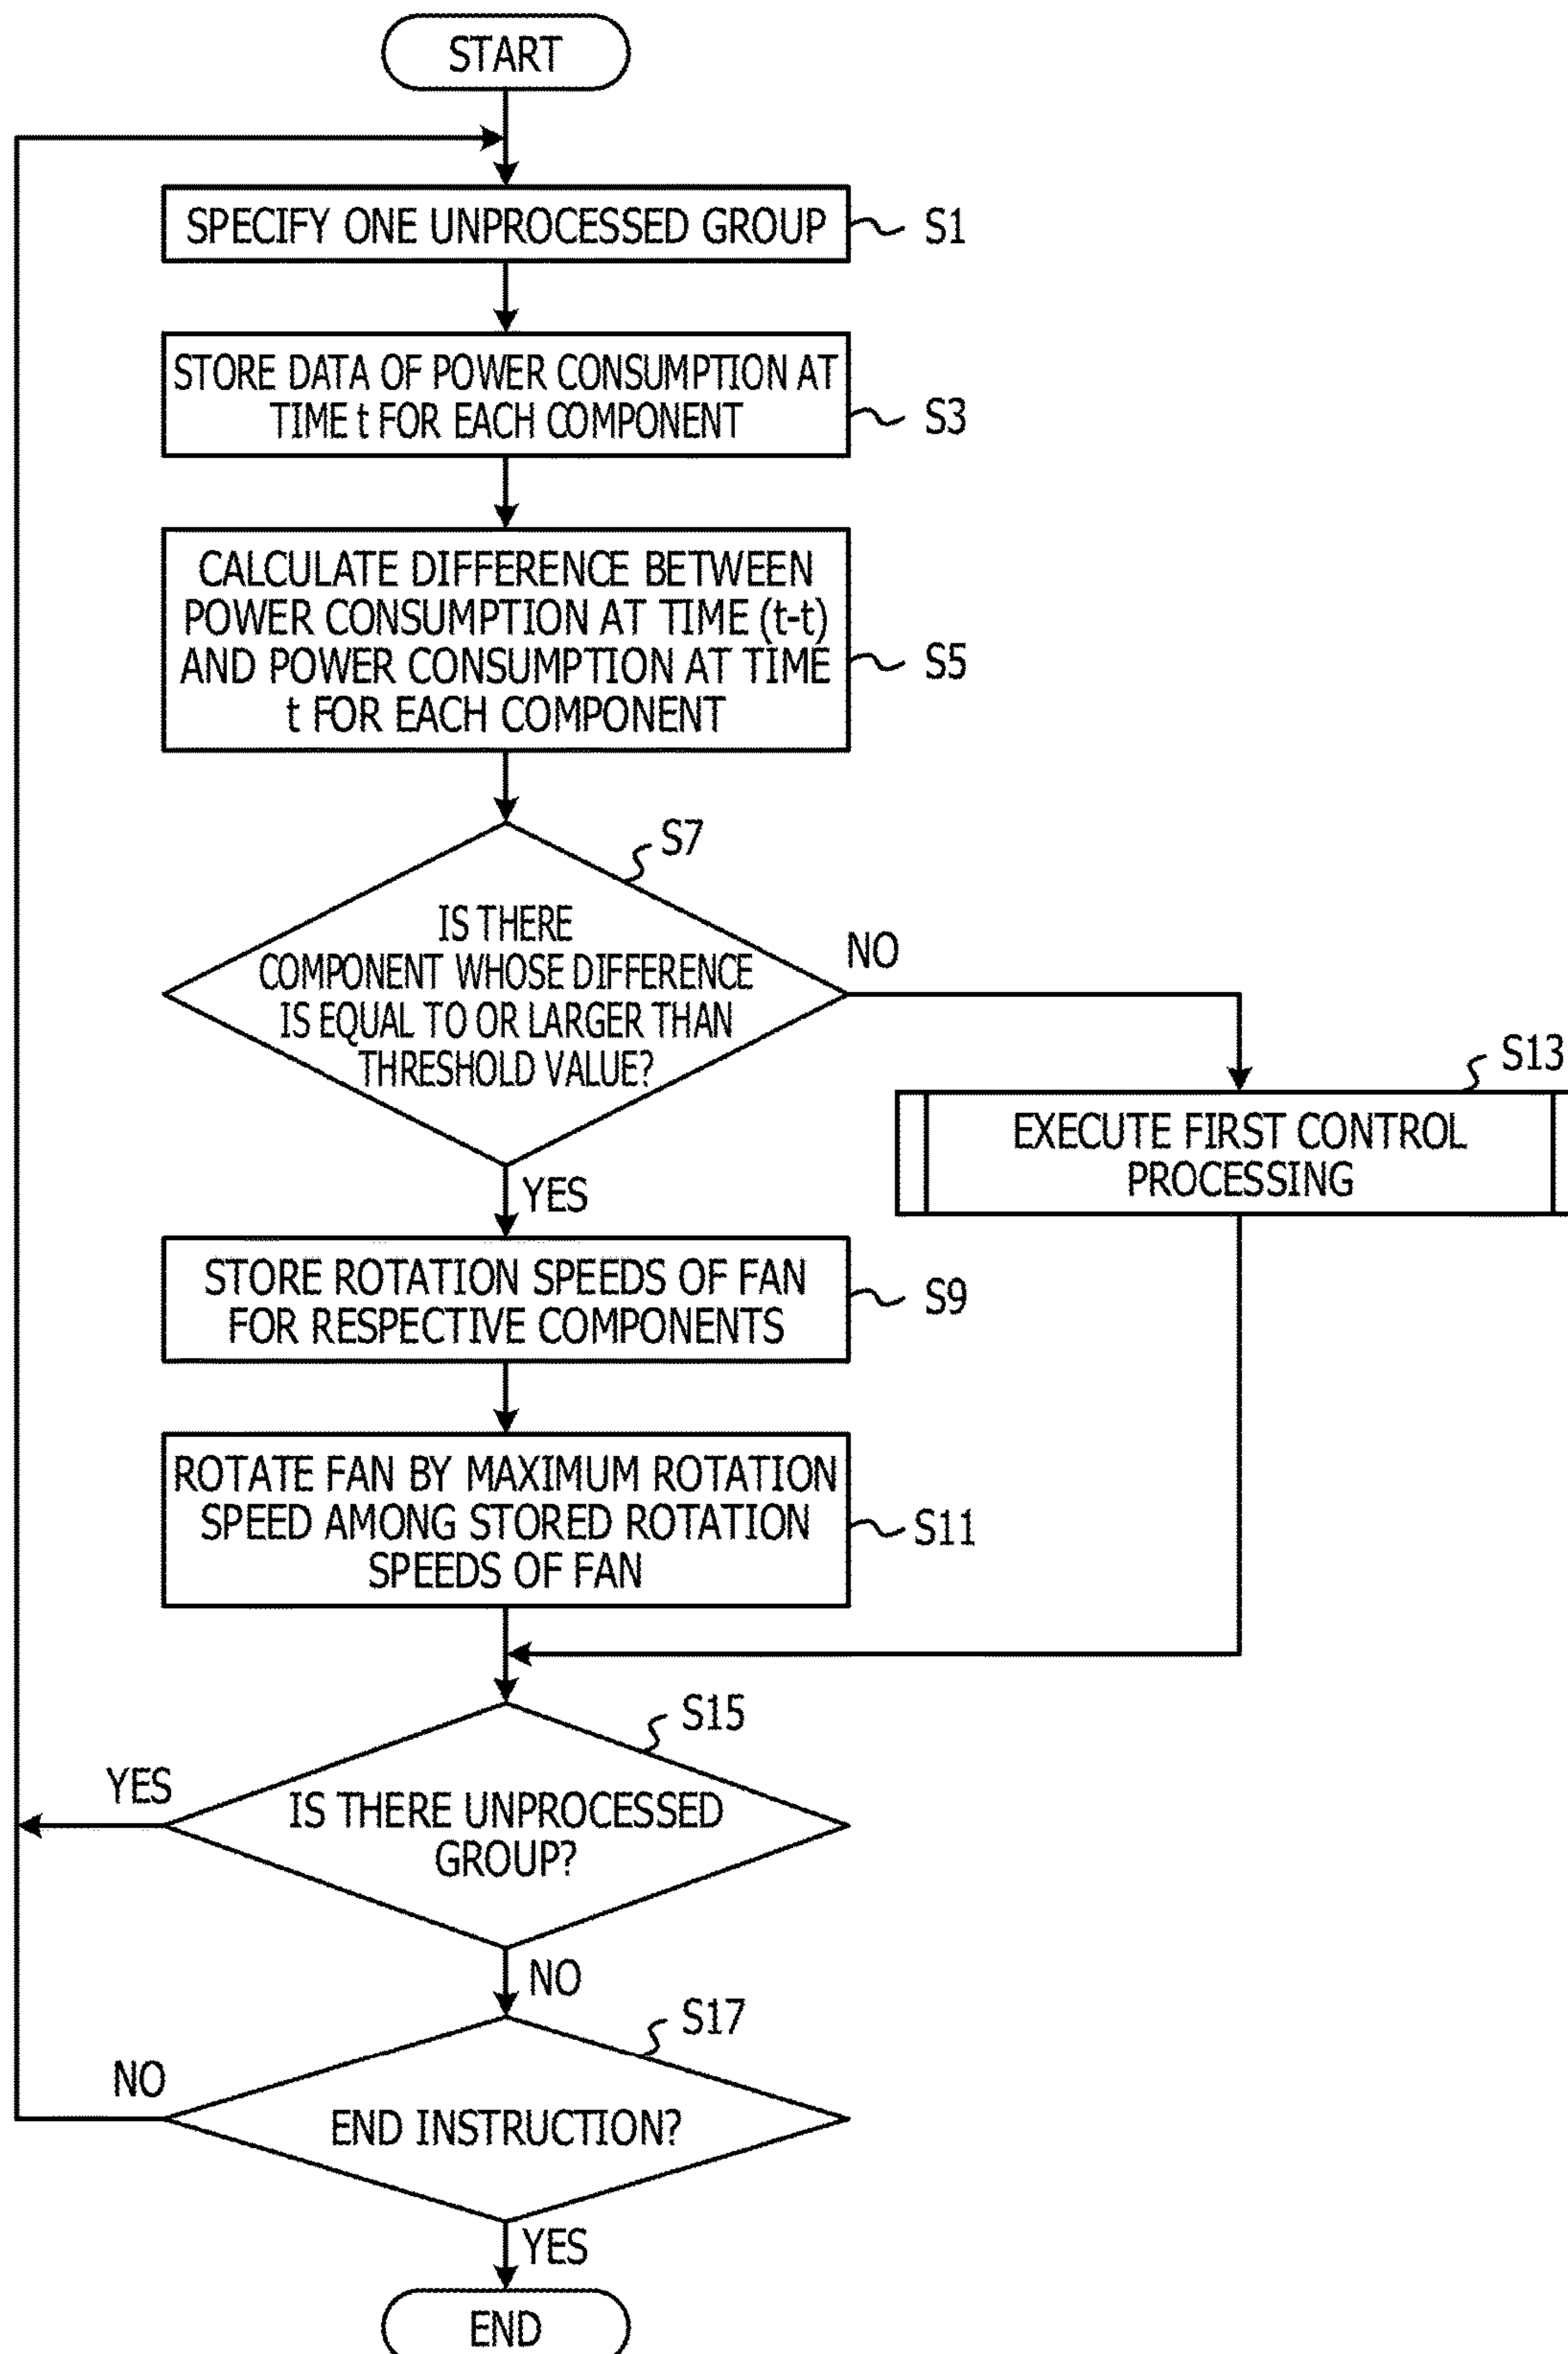 START
SPECIFY ONE UNPROCESSED GROUP
S1
STORE DATA OF POWER CONSUMPTION AT
TIME t FOR EACH COMPONENT
S3
CALCULATE DIFFERENCE BETWEEN
POWER CONSUMPTION AT TIME (t-t)
AND POWER CONSUMPTION AT TIME
t FOR EACH COMPONENT
S5
S7
IS THERE
COMPONENT WHOSE DIFFERENCE
IS EQUAL TO OR LARGER THAN
THRESHOLD VALUE?
NO
S13
EXECUTE FIRST CONTROL
PROCESSING
YES
STORE ROTATION SPEEDS OF FAN
FOR RESPECTIVE COMPONENTS
S9
ROTATE FAN BY MAXIMUM ROTATION
SPEED AMONG STORED ROTATION
SPEEDS OF FAN
S11
S15
YES
IS THERE UNPROCESSED
GROUP?
NO
S17
NO
END INSTRUCTION?
YES
END